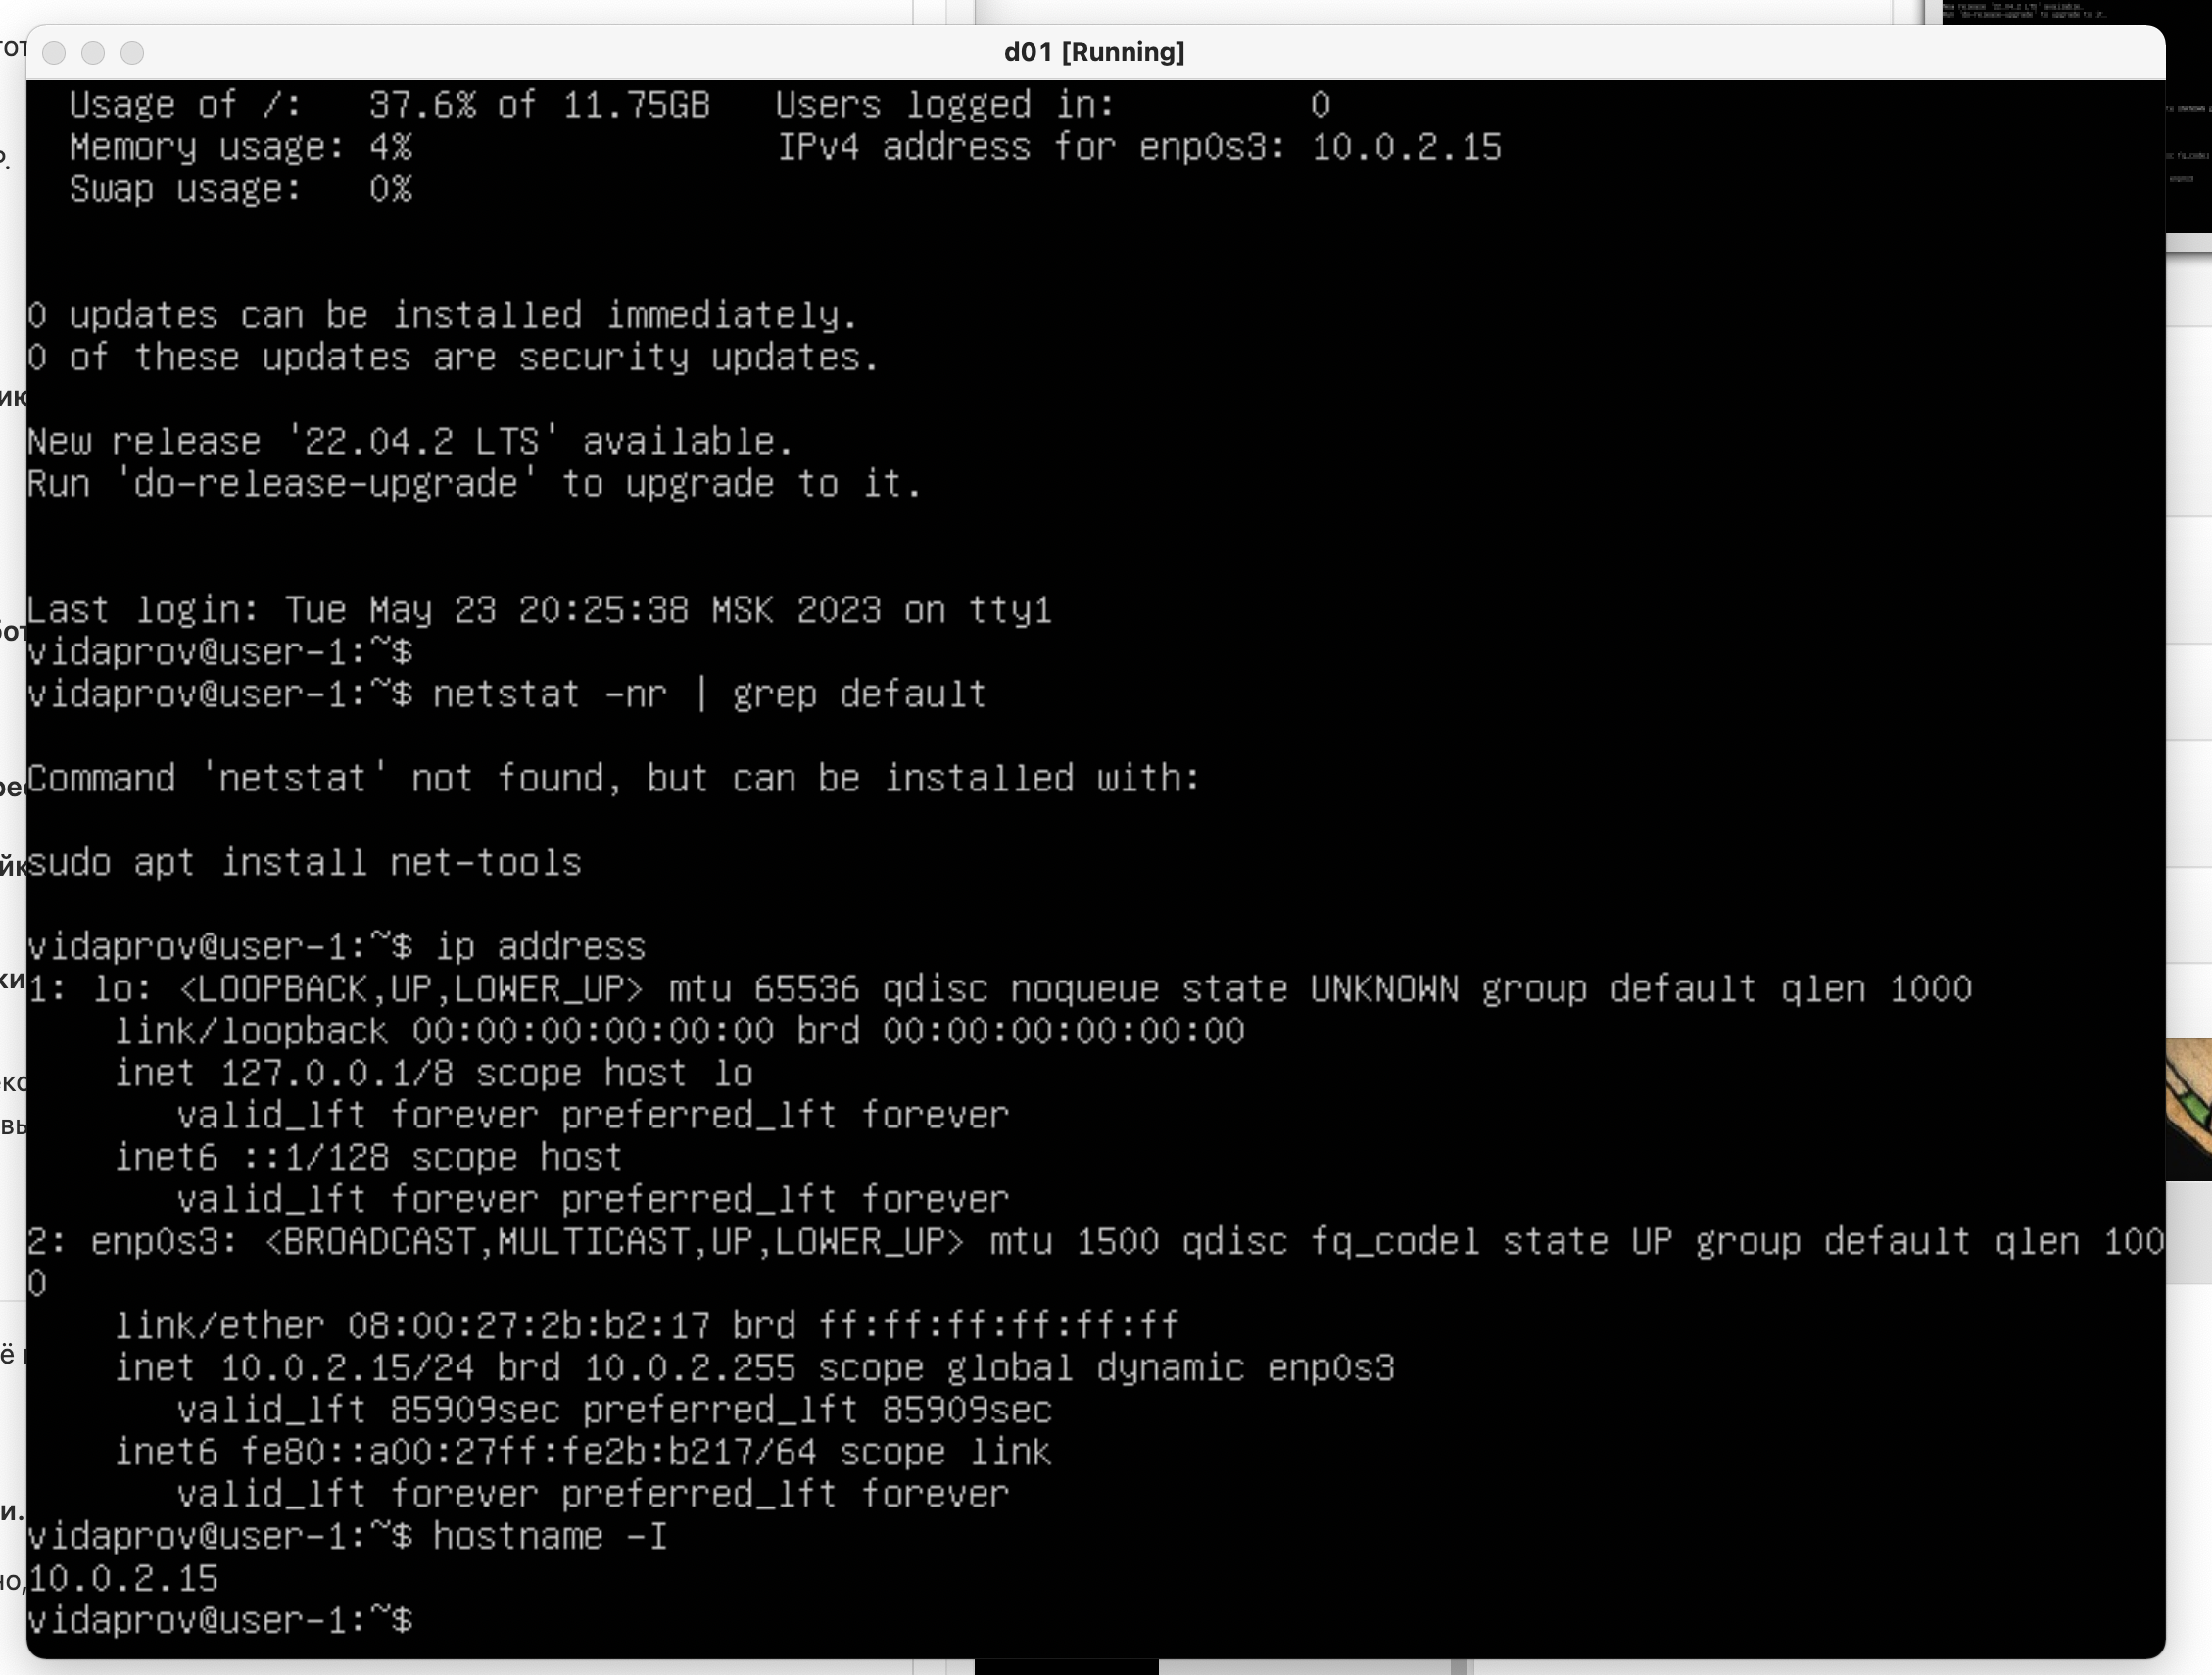 d01 [Running]
Usage of /: 37.6% of 11.75GB Users logged in: 0
Memory usage: 4% IPv4 address for enp0s3: 10.0.2.15
Swap usage: 0%
0 updates can be installed immediately.
0 of these updates are security updates.
New release '22.04.2 LTS' available.
Run 'do-release-upgrade' to upgrade to it.
Last login: Tue May 23 20:25:38 MSK 2023 on tty1
vidaprov@user-1:~$
vidaprov@user-1:~$ netstat -nr | grep default
Command 'netstat' not found, but can be installed with:
sudo apt install net-tools
vidaprov@user-1:~$ ip address
1: lo: <LOOPBACK,UP,LOWER_UP> mtu 65536 qdisc noqueue state UNKNOWN group default qlen 1000
link/loopback 00:00:00:00:00:00 brd 00:00:00:00:00:00
inet 127.0.0.1/8 scope host lo
valid_lft forever preferred_lft forever
inet6 ::1/128 scope host
valid_lft forever preferred_lft forever
2: enp0s3: <BROADCAST,MULTICAST,UP,LOWER_UP> mtu 1500 qdisc fq_codel state UP group default qlen 100
0
link/ether 08:00:27:2b:b2:17 brd ff:ff:ff:ff:ff:ff
inet 10.0.2.15/24 brd 10.0.2.255 scope global dynamic enp0s3
valid_lft 85909sec preferred_lft 85909sec
inet6 fe80::a00:27ff:fe2b:b217/64 scope link
valid_lft forever preferred_lft forever
vidaprov@user-1:~$ hostname -I
10.0.2.15
vidaprov@user-1:~$